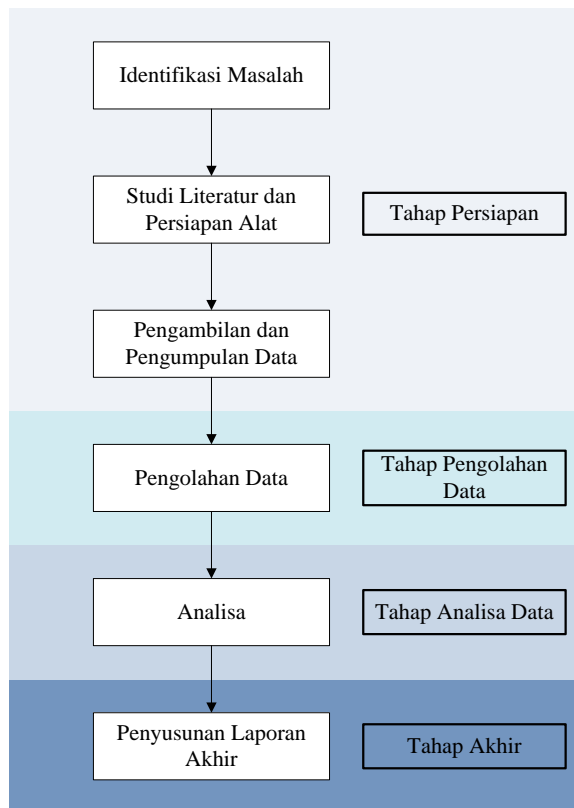 Identifikasi Masalah
Studi Literatur dan
Persiapan Alat
Tahap Persiapan
Pengambilan dan
Pengumpulan Data
Pengolahan Data
Tahap Pengolahan
Data
Analisa
Tahap Analisa Data
Penyusunan Laporan
Akhir
Tahap Akhir